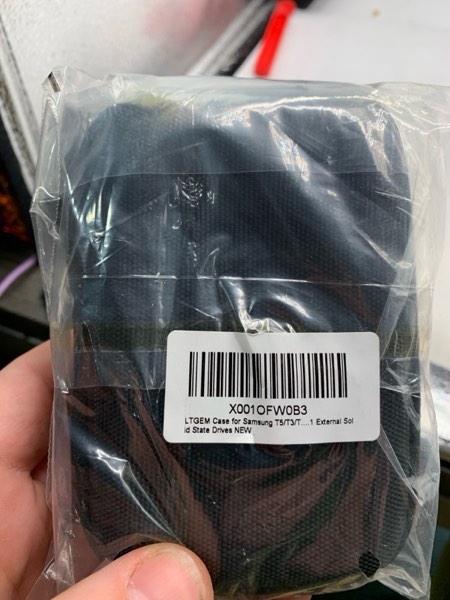 X001OFW0B3
LTGEM Case for Samsung T5/T3/T....1 External Sol
id State Drives NEW